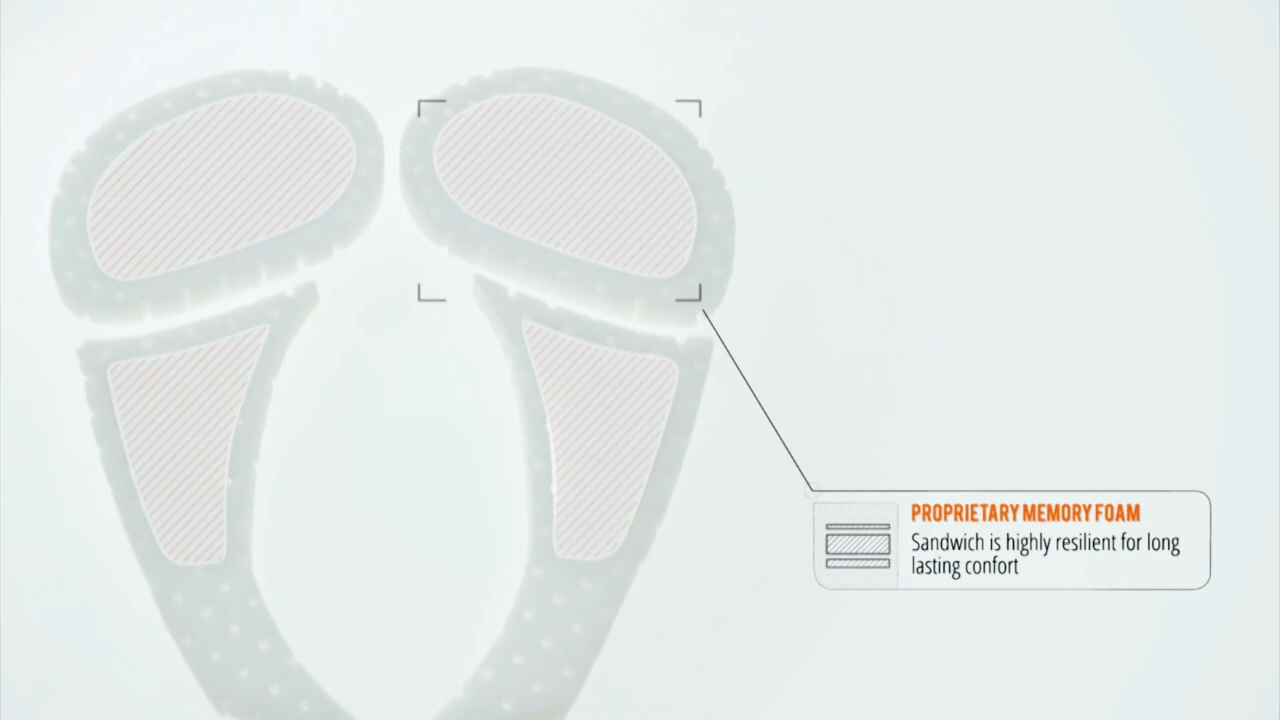 PROPRIETARY MEMORY FOAM
Sandwich is highly resilient for long
lasting confort